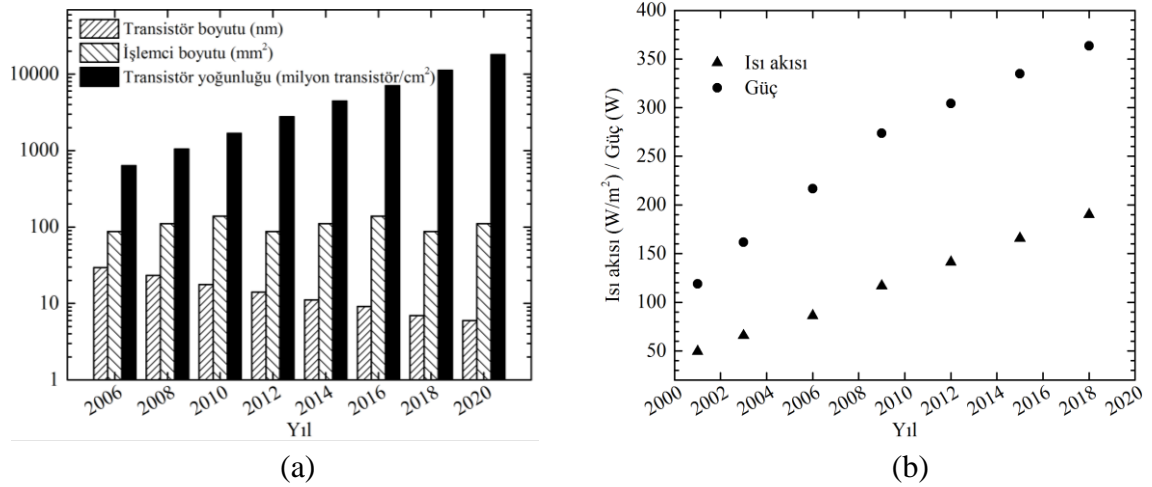 Transistör boyutu (nm)
İşlemci boyutu (mm²)
Transistör yoğunluğu (milyon transistör/cm²)
10000
1000
100
10
1
2006 2008 2010 2012 2014 2016 2018 2020
Yıl
(a)
400
350
300
250
200
150
100
50
Isı akısı (W/m²) / Güç (W)
Isı akısı
Güç
2000 2002 2004 2006 2008 2010 2012 2014 2016 2018 2020
Yıl
(b)